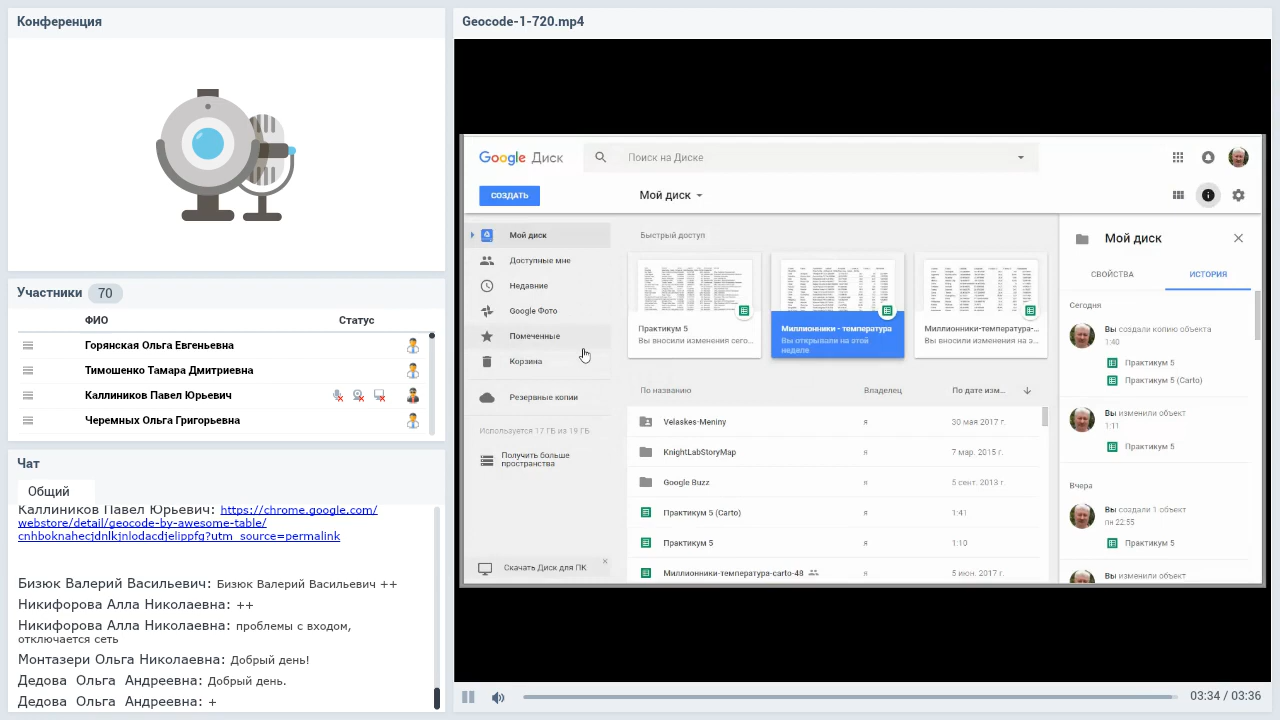 Конференция
Участники 70
ФИО Статус
Горянская Ольга Евгеньевна
Тимошенко Тамара Дмитриевна
Каллиников Павел Юрьевич
Черемных Ольга Григорьевна
Чат
Общий
Каллиников Павел Юрьевич: https://chrome.google.com/
webstore/detail/geocode-by-awesome-table/
cnhboknahecjdnlkjnlodacdjelippfg?utm_source=permalink
Бизюк Валерий Васильевич: Бизюк Валерий Васильевич ++
Никифорова Алла Николаевна: ++
Никифорова Алла Николаевна: проблемы с входом,
отключается сеть
Монтазери Ольга Николаевна: Добрый день!
Дедова Ольга Андреевна: Добрый день.
Дедова Ольга Андреевна: +
Geocode-1-720.mp4
Google Диск
Поиск на Диске
СОЗДАТЬ
Мой диск
Мой диск
Доступные мне
Недавние
Google Фото
Помеченные
Корзина
Резервные копии
Используется 17 ГБ из 19 ГБ
Получить больше
пространства
Скачать Диск для ПК
Быстрый доступ
Практикум 5
Вы вносили изменения сего...
Миллионники - температура
Вы открывали на этой
неделе
Миллионники-температура-...
Вы вносили изменения на э...
По названию Владелец По дате изм...
Velaskes-Meniny я 30 мая 2017 г.
KnightLabStoryMap я 7 мар. 2015 г.
Google Buzz я 5 сент. 2013 г.
Практикум 5 (Carto) я 1:41
Практикум 5 я 1:10
Миллионники-температура-carto-48 я 5 июн. 2017 г.
Мой диск
СВОЙСТВА ИСТОРИЯ
Сегодня
Вы создали копию объекта
1:40
Практикум 5
Практикум 5 (Carto)
Вы изменили объект
1:11
Практикум 5
Вчера
Вы создали 1 объект
пн 22:55
Практикум 5
Вы изменили объект
03:34 / 03:36